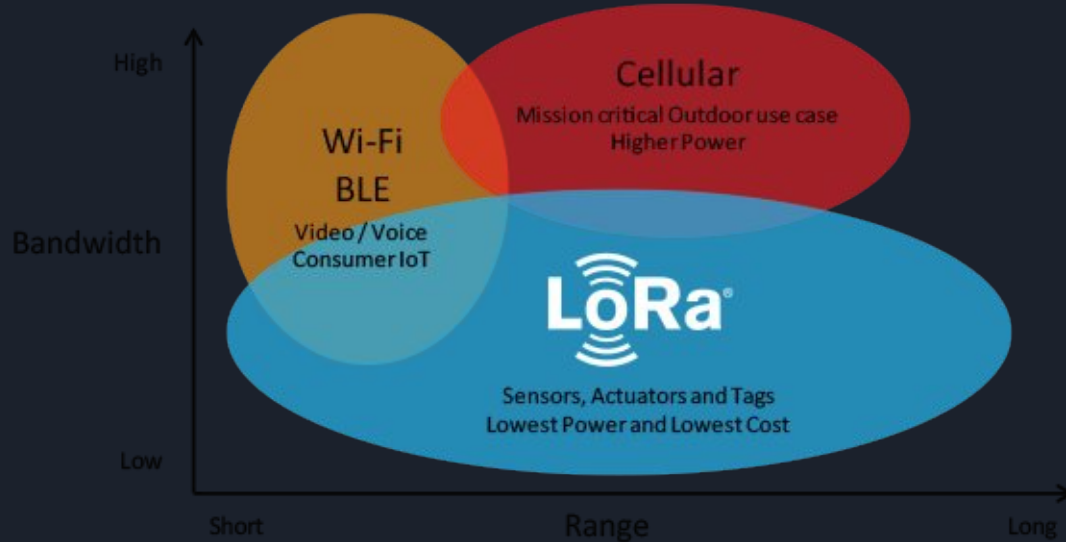 High
Cellular
Mission critical Outdoor use case
Higher Power
Wi-Fi
BLE
Video / Voice
Consumer IoT
Bandwidth
LoRa®
Sensors, Actuators and Tags
Lowest Power and Lowest Cost
Low
Short
Range
Long